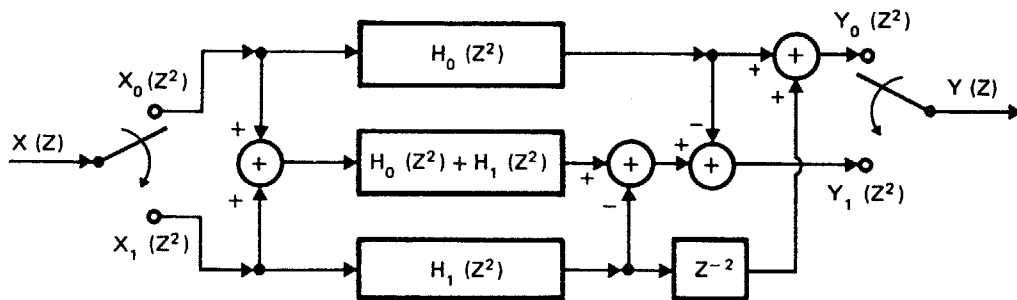 X₀ (Z²)
H₀ (Z²)
+
+
+
Y₀ (Z²)
X (Z)
Y (Z)
+
−
+
H₀ (Z²) + H₁ (Z²)
+
+
+
+
+
−
Y₁ (Z²)
X₁ (Z²)
H₁ (Z²)
Z⁻²